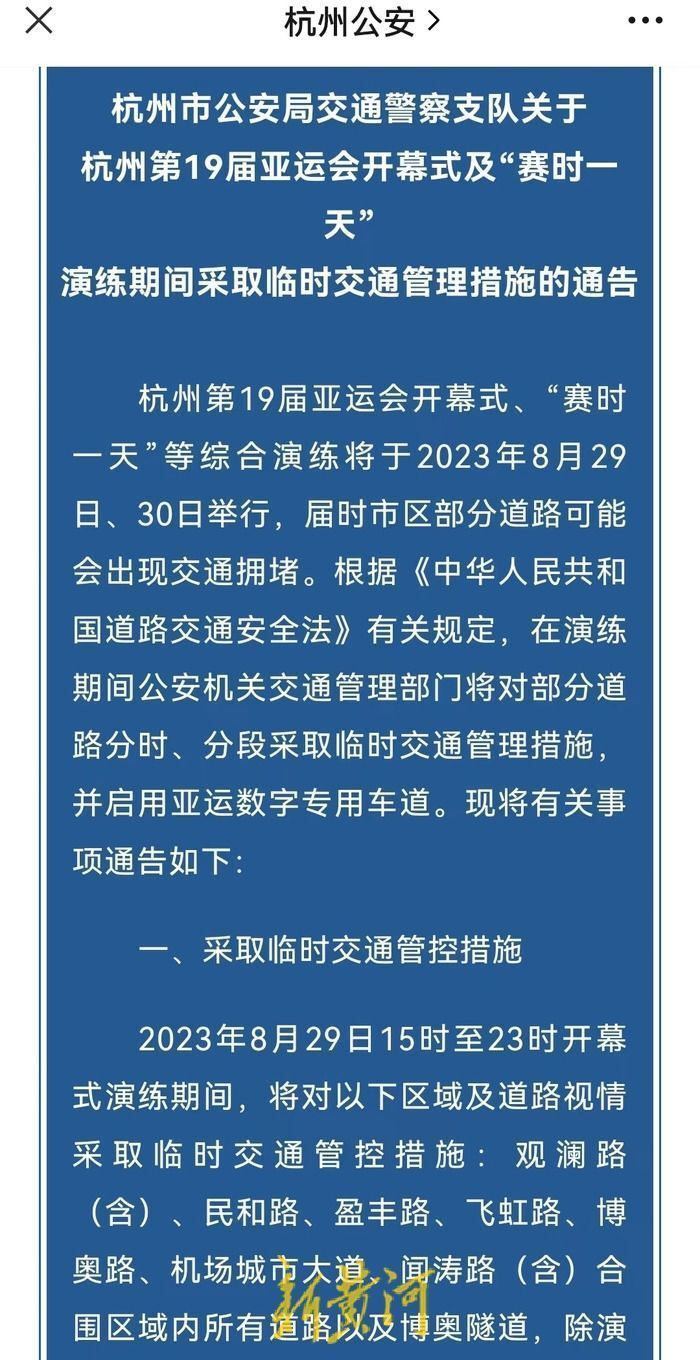 杭州公安
杭州市公安局交通警察支队关于
杭州第19届亚运会开幕式及“赛时一
天”
演练期间采取临时交通管理措施的通告
杭州第19届亚运会开幕式、“赛时
一天”等综合演练将于2023年8月29
日、30日举行，届时市区部分道路可能
会出现交通拥堵。根据《中华人民共和
国道路交通安全法》有关规定，在演练
期间公安机关交通管理部门将对部分道
路分时、分段采取临时交通管理措施，
并启用亚运数字专用车道。现将有关事
项通告如下：
一、采取临时交通管控措施
2023年8月29日15时至23时开幕
式演练期间，将对以下区域及道路视情
采取临时交通管控措施：观澜路
（含）、民和路、盈丰路、飞虹路、博
奥路、机场城市大道、闻涛路（含）合
围区域内所有道路以及博奥隧道，除演
新黄河